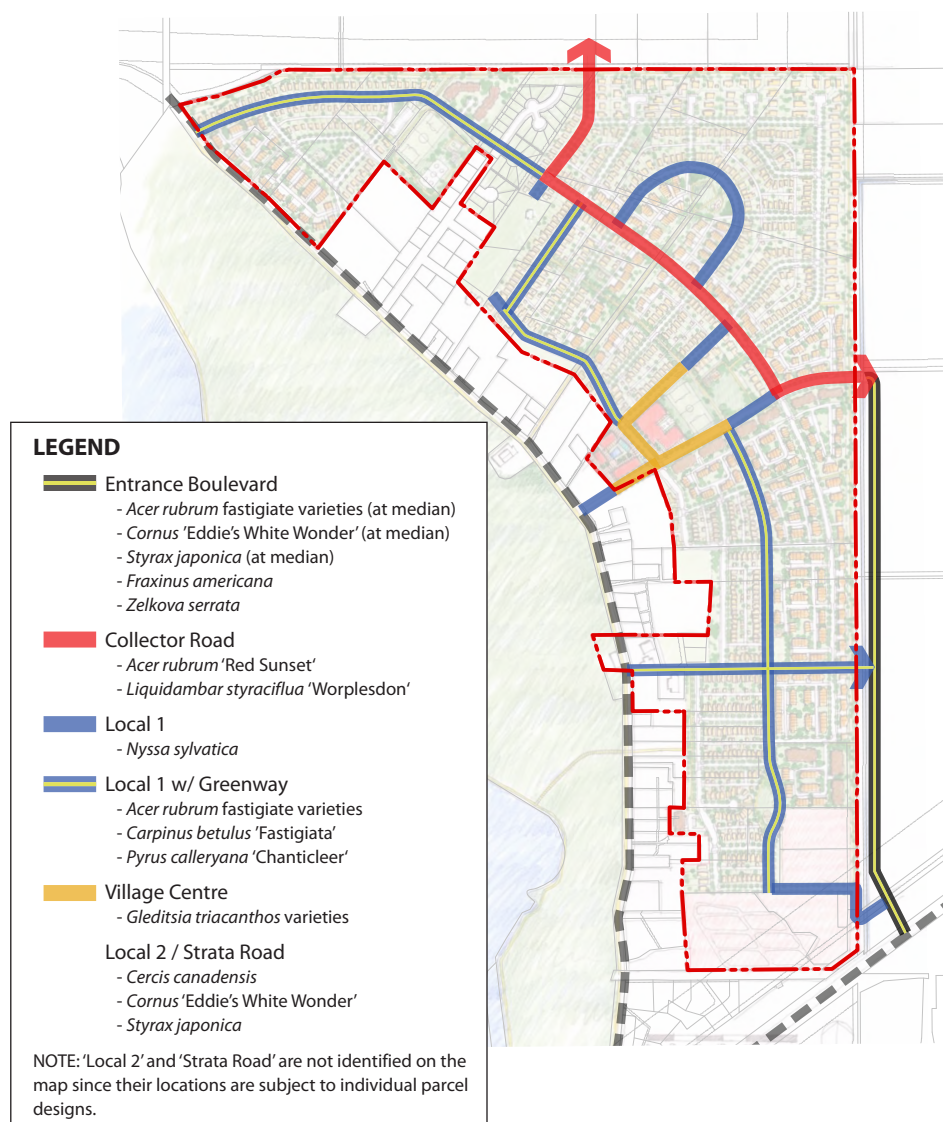 LEGEND
Entrance Boulevard
- Acer rubrum fastigiate varieties (at median)
- Cornus 'Eddie's White Wonder' (at median)
- Styrax japonica (at median)
- Fraxinus americana
- Zelkova serrata
Collector Road
- Acer rubrum 'Red Sunset'
- Liquidambar styraciflua 'Worplesdon'
Local 1
- Nyssa sylvatica
Local 1 w/ Greenway
- Acer rubrum fastigiate varieties
- Carpinus betulus 'Fastigiata'
- Pyrus calleryana 'Chanticleer'
Village Centre
- Gleditsia triacanthos varieties
Local 2 / Strata Road
- Cercis canadensis
- Cornus 'Eddie's White Wonder'
- Styrax japonica
NOTE: 'Local 2' and 'Strata Road' are not identified on the
map since their locations are subject to individual parcel
designs.